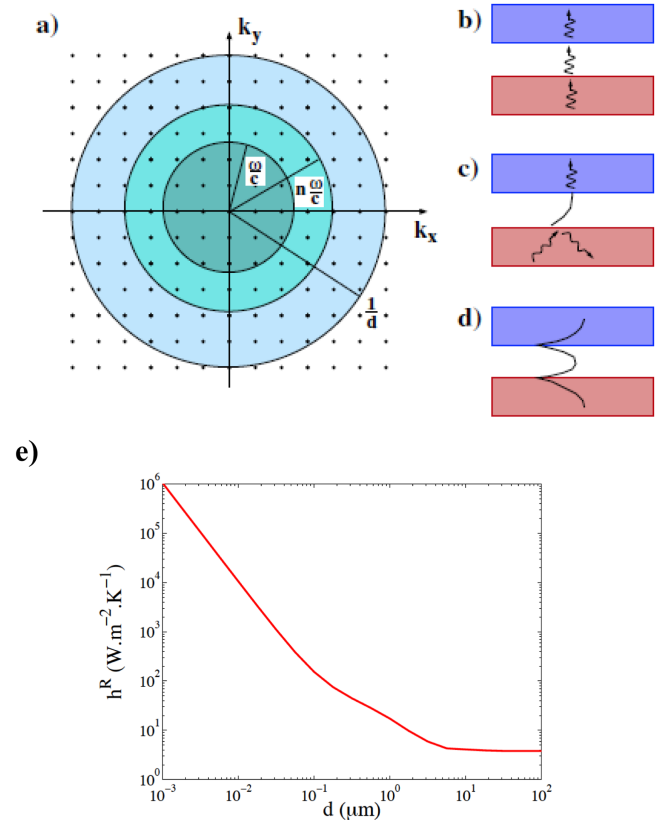 a)
k_y
b)
ω/c
n ω/c
c)
k_x
1/d
d)
e)
10^6
10^5
10^4
10^3
10^2
10^1
10^0
h^R (W.m^−2.K^−1)
10^−3 10^−2 10^−1 10^0 10^1 10^2
d (μm)